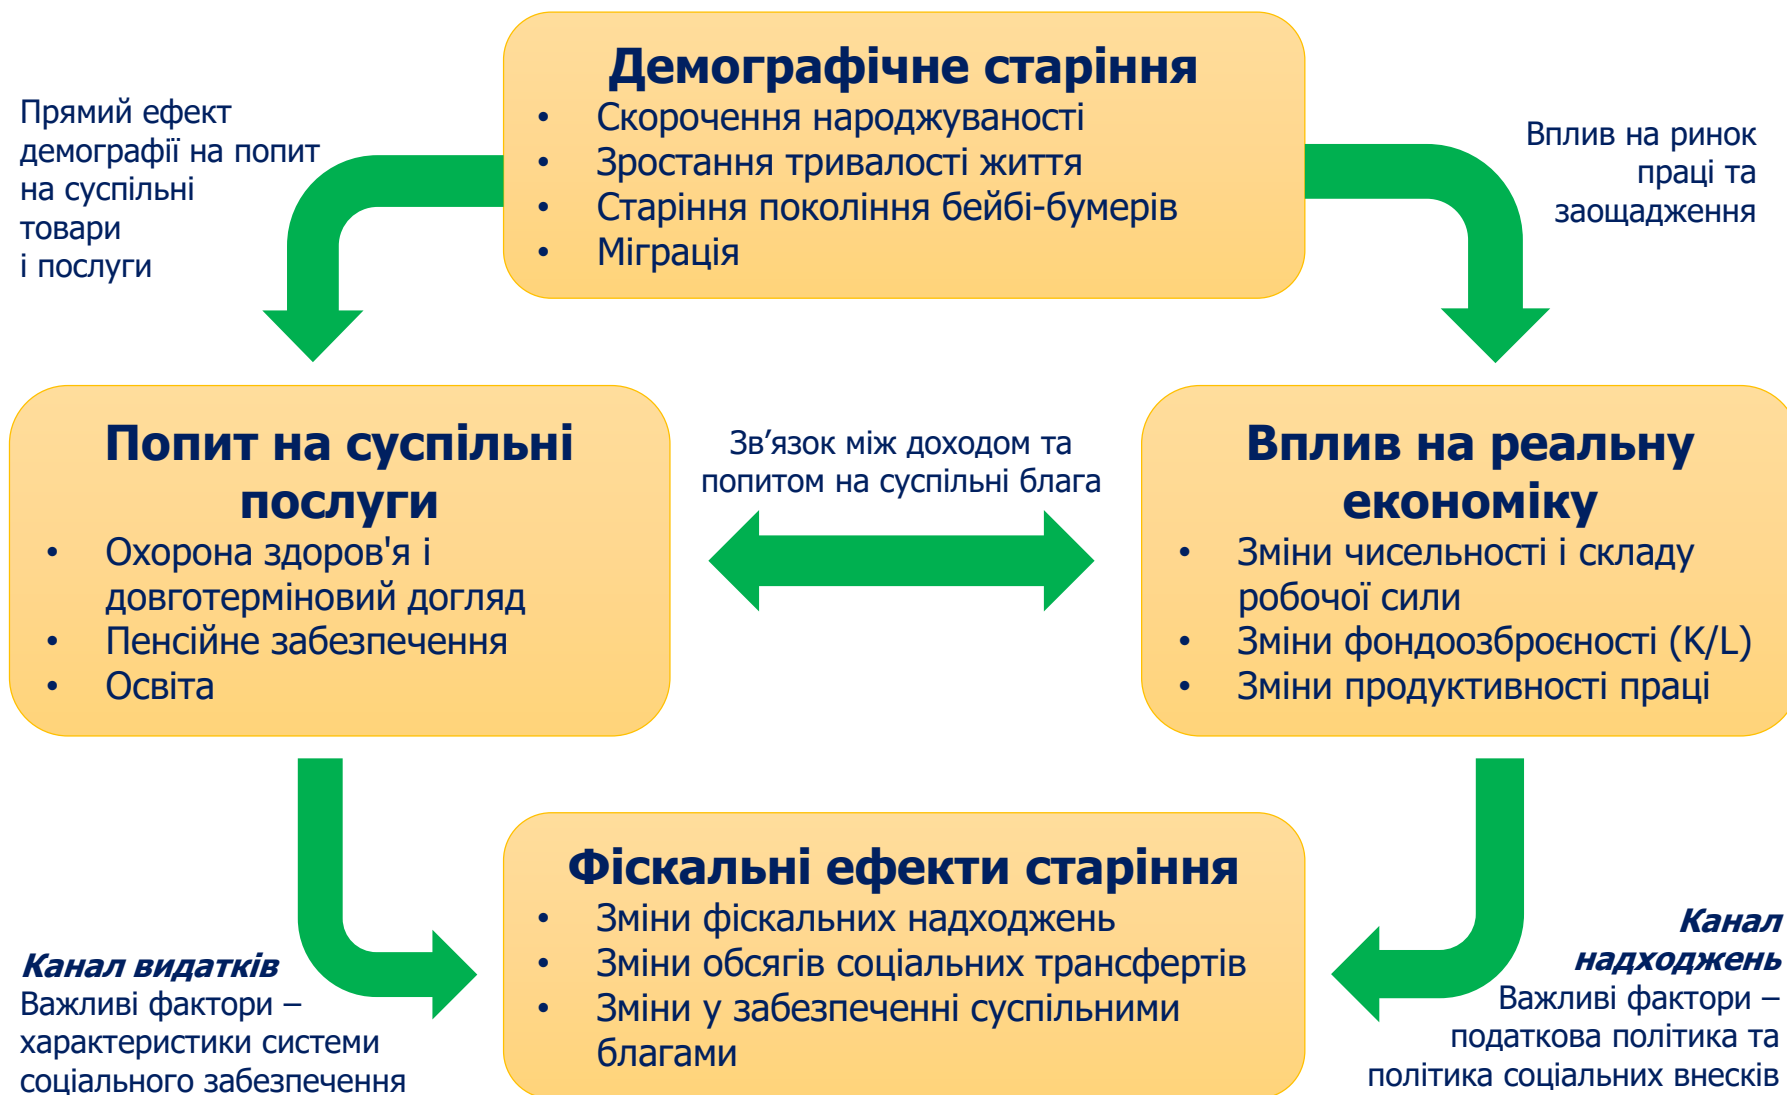 Демографічне старіння
• Скорочення народжуваності
• Зростання тривалості життя
• Старіння покоління бейбі-бумерів
• Міграція
Прямий ефект
демографії на попит
на суспільні
товари
і послуги
Вплив на ринок
праці та
заощадження
Попит на суспільні
послуги
• Охорона здоров'я і
довготерміновий догляд
• Пенсійне забезпечення
• Освіта
Зв’язок між доходом та
попитом на суспільні блага
Вплив на реальну
економіку
• Зміни чисельності і складу
робочої сили
• Зміни фондоозброєності (K/L)
• Зміни продуктивності праці
Фіскальні ефекти старіння
• Зміни фіскальних надходжень
• Зміни обсягів соціальних трансфертів
• Зміни у забезпеченні суспільними
благами
Канал видатків
Важливі фактори –
характеристики системи
соціального забезпечення
Канал
надходжень
Важливі фактори –
податкова політика та
політика соціальних внесків